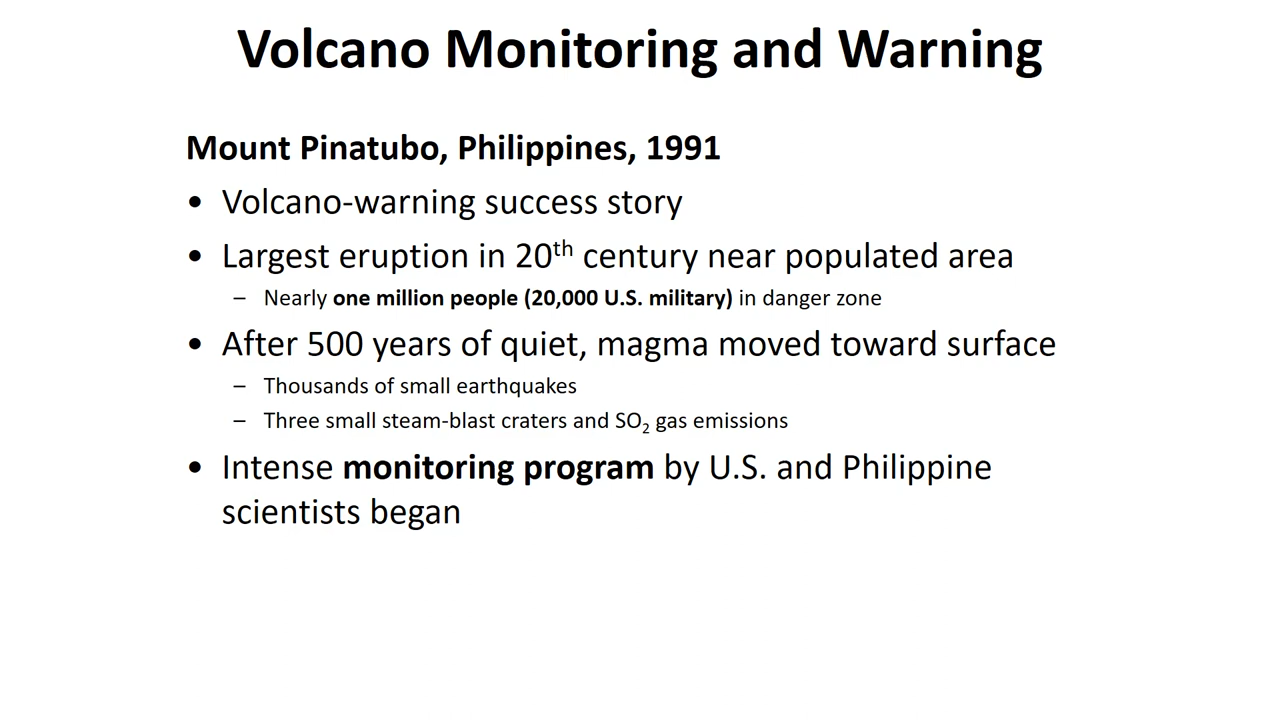 Volcano Monitoring and Warning
Mount Pinatubo, Philippines, 1991
• Volcano-warning success story
• Largest eruption in 20th century near populated area
– Nearly one million people (20,000 U.S. military) in danger zone
• After 500 years of quiet, magma moved toward surface
– Thousands of small earthquakes
– Three small steam-blast craters and SO2 gas emissions
• Intense monitoring program by U.S. and Philippine
scientists began